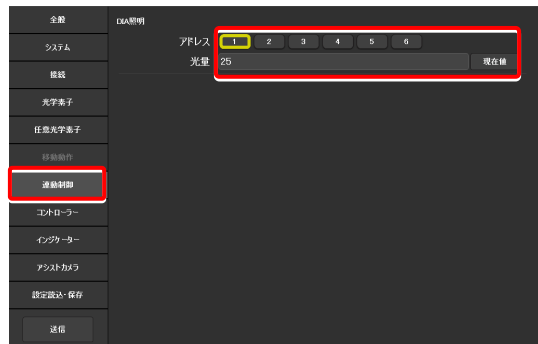 全般
システム
接続
光学素子
任意光学素子
移動動作
連動制御
コントローラー
インジケーター
アシストカメラ
設定読込・保存
送信
DIA照明
アドレス 1 2 3 4 5 6
光量 25 現在値